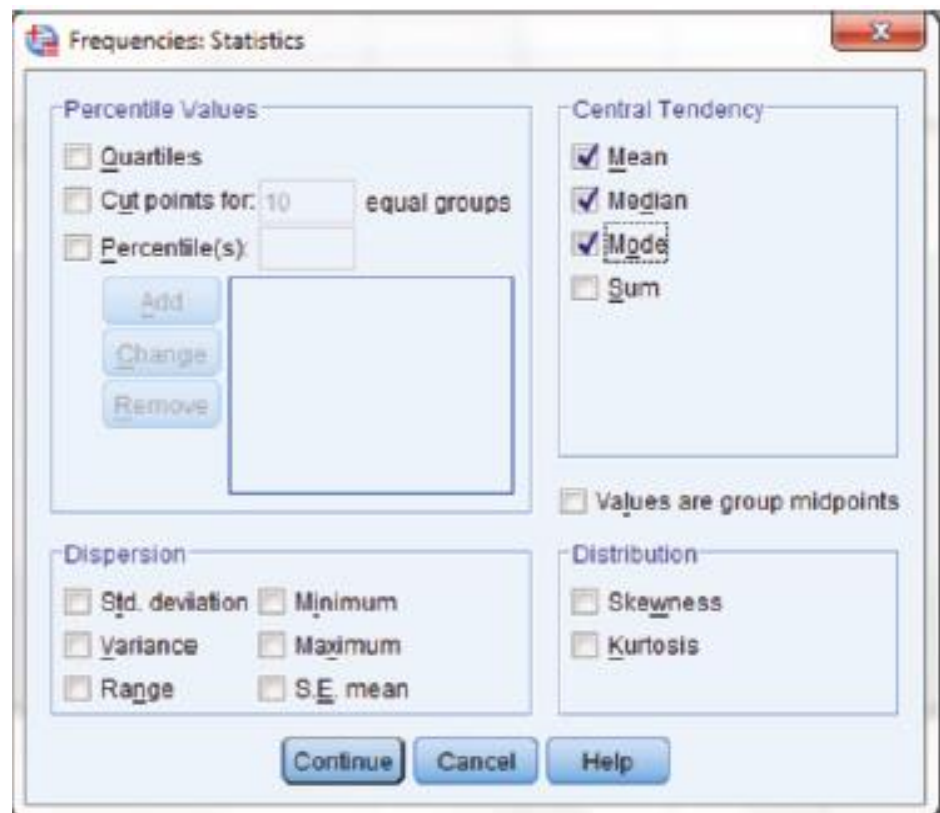 Frequencies: Statistics
x
Percentile Values
Quartiles
Cut points for: 10 equal groups
Percentile(s):
Add
Change
Remove
Central Tendency
Mean
Median
Mode
Sum
Values are group midpoints
Dispersion
Std. deviation Minimum
Variance Maximum
Range S.E. mean
Distribution
Skewness
Kurtosis
Continue Cancel Help